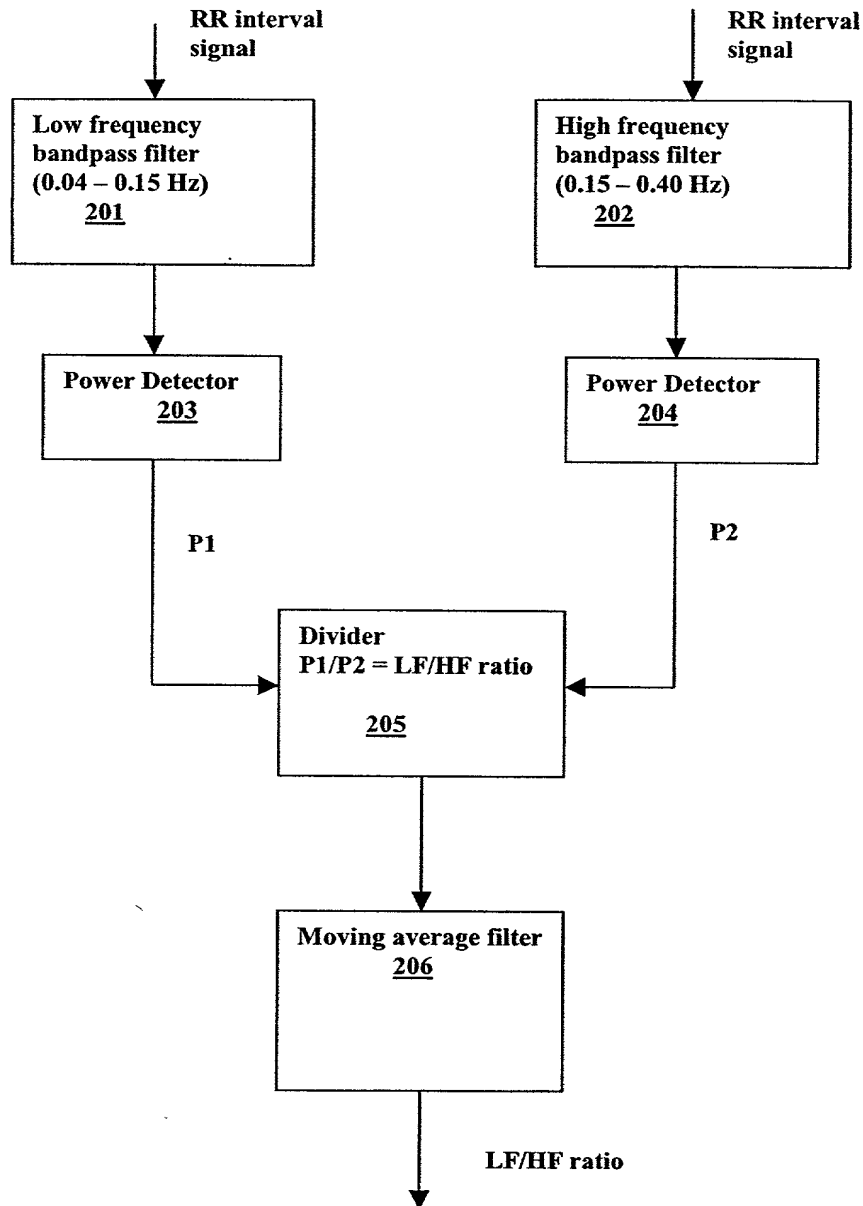 RR interval
signal
RR interval
signal
Low frequency
bandpass filter
(0.04 – 0.15 Hz)
201
High frequency
bandpass filter
(0.15 – 0.40 Hz)
202
Power Detector
203
Power Detector
204
P1
P2
Divider
P1/P2 = LF/HF ratio
205
Moving average filter
206
LF/HF ratio